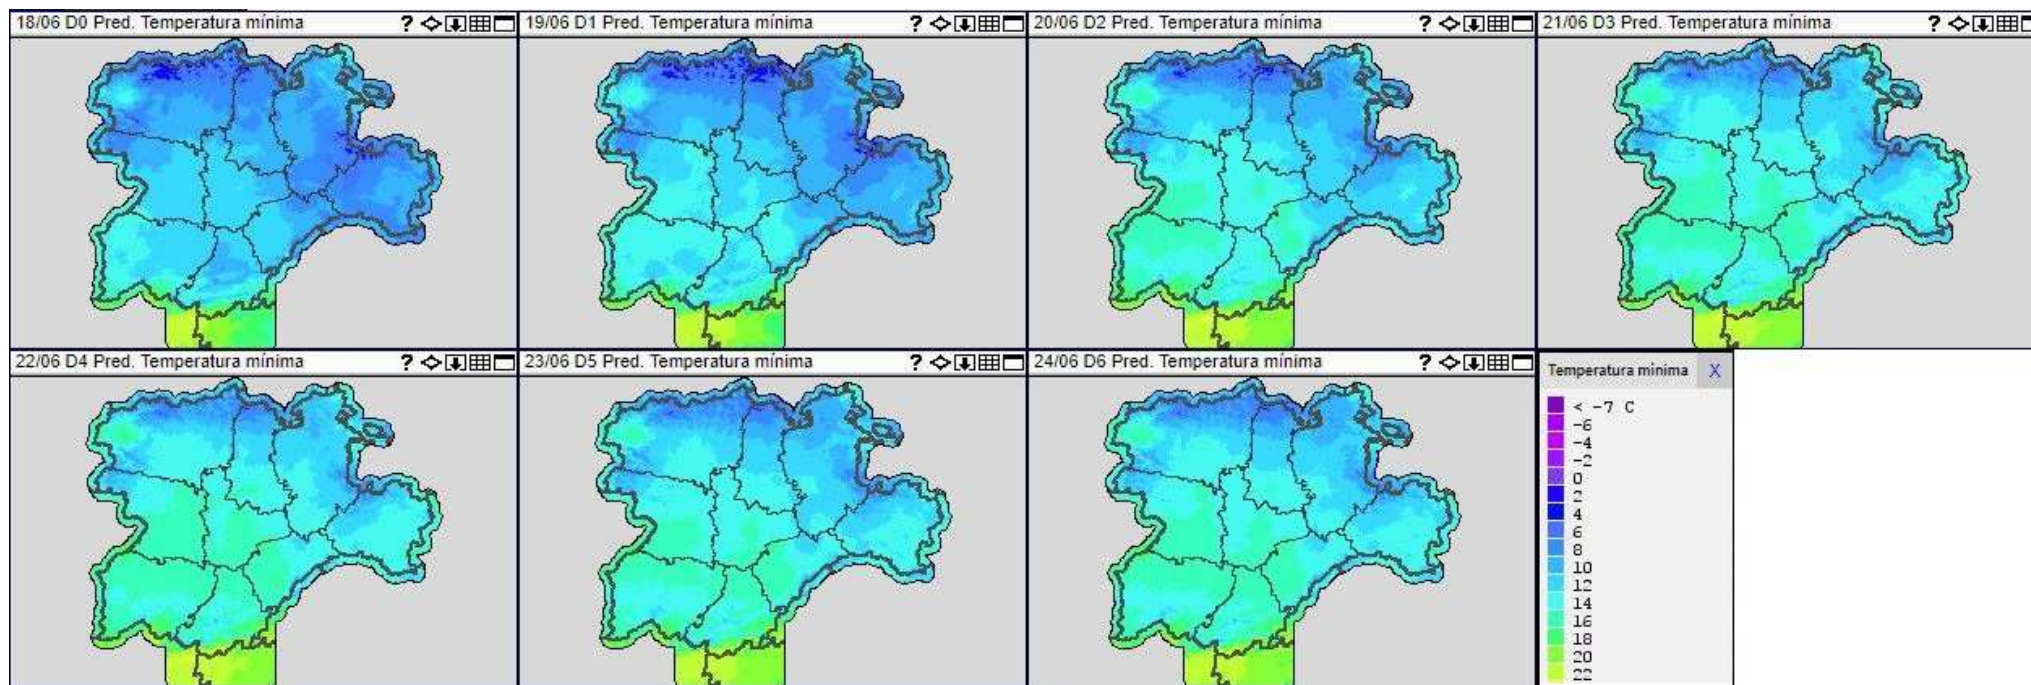 18/06 D0 Pred. Temperatura mínima ?
19/06 D1 Pred. Temperatura mínima ?
20/06 D2 Pred. Temperatura mínima ?
21/06 D3 Pred. Temperatura mínima ?
22/06 D4 Pred. Temperatura mínima ?
23/06 D5 Pred. Temperatura mínima ?
24/06 D6 Pred. Temperatura mínima ?
Temperatura minima X
< -7 C
-6
-4
-2
0
2
4
6
8
10
12
14
16
18
20
22